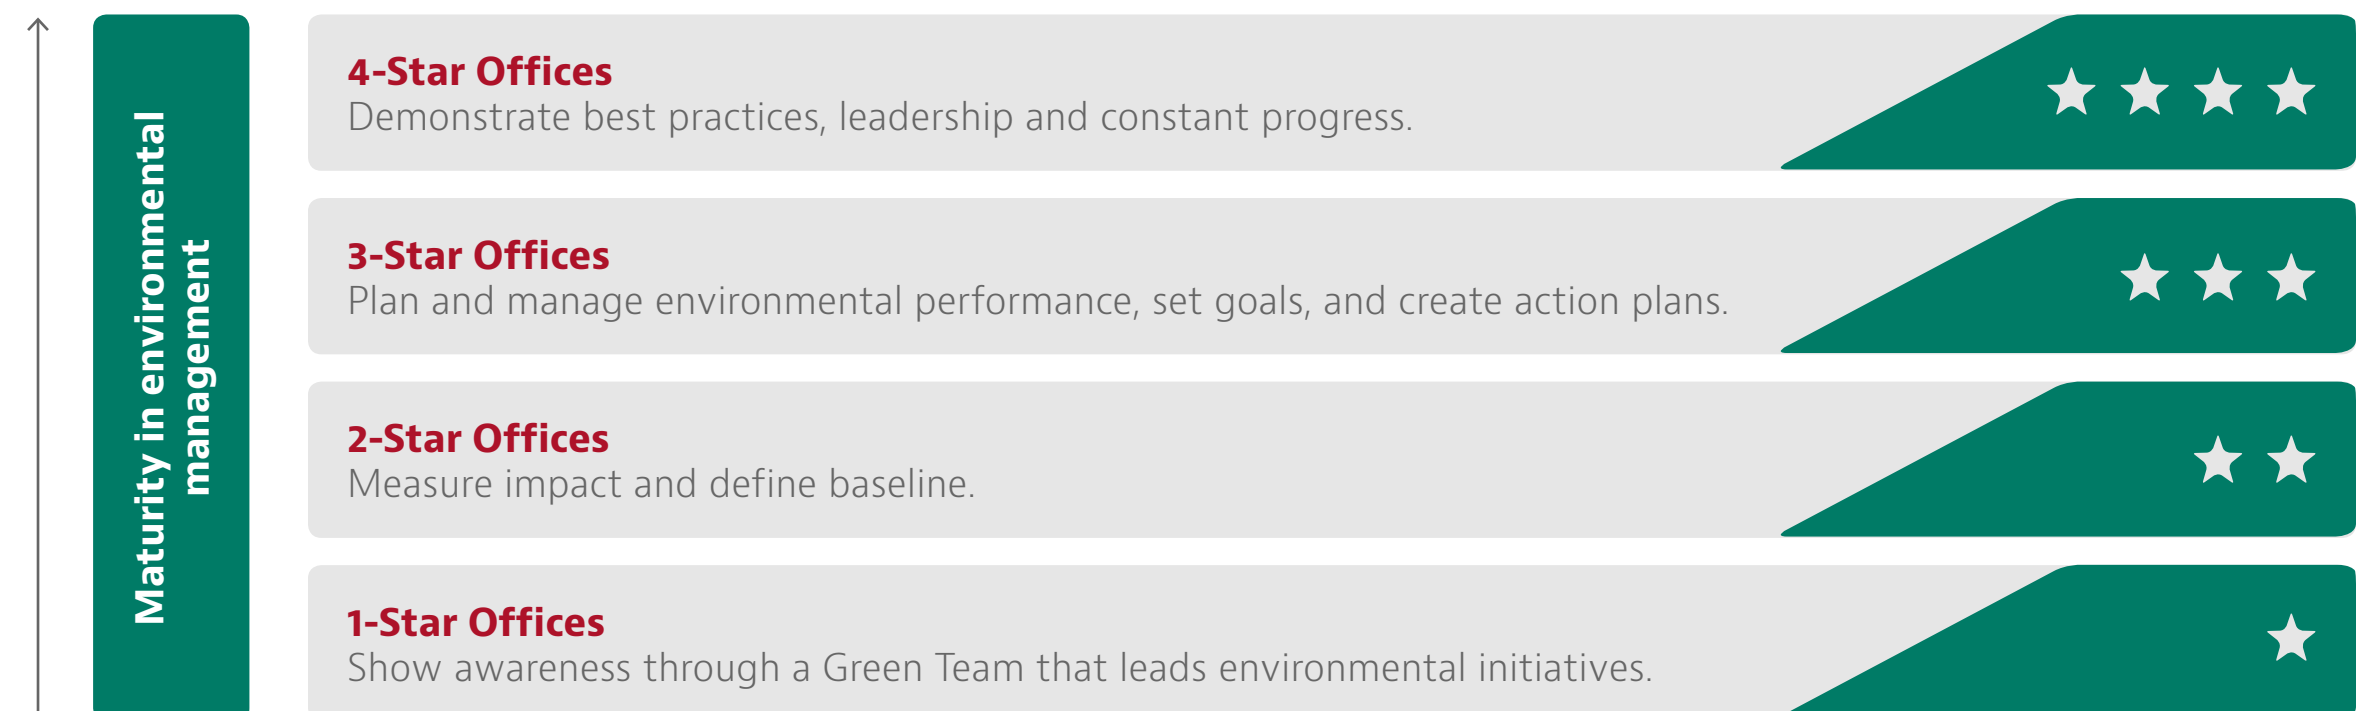 Maturity in environmental
management
4-Star Offices
Demonstrate best practices, leadership and constant progress.
3-Star Offices
Plan and manage environmental performance, set goals, and create action plans.
2-Star Offices
Measure impact and define baseline.
1-Star Offices
Show awareness through a Green Team that leads environmental initiatives.